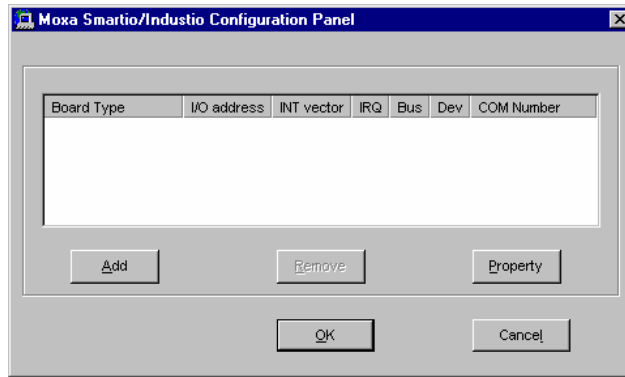 Moxa Smartio/Industio Configuration Panel
Board Type I/O address INT vector IRQ Bus Dev COM Number
Add Remove Property
OK Cancel